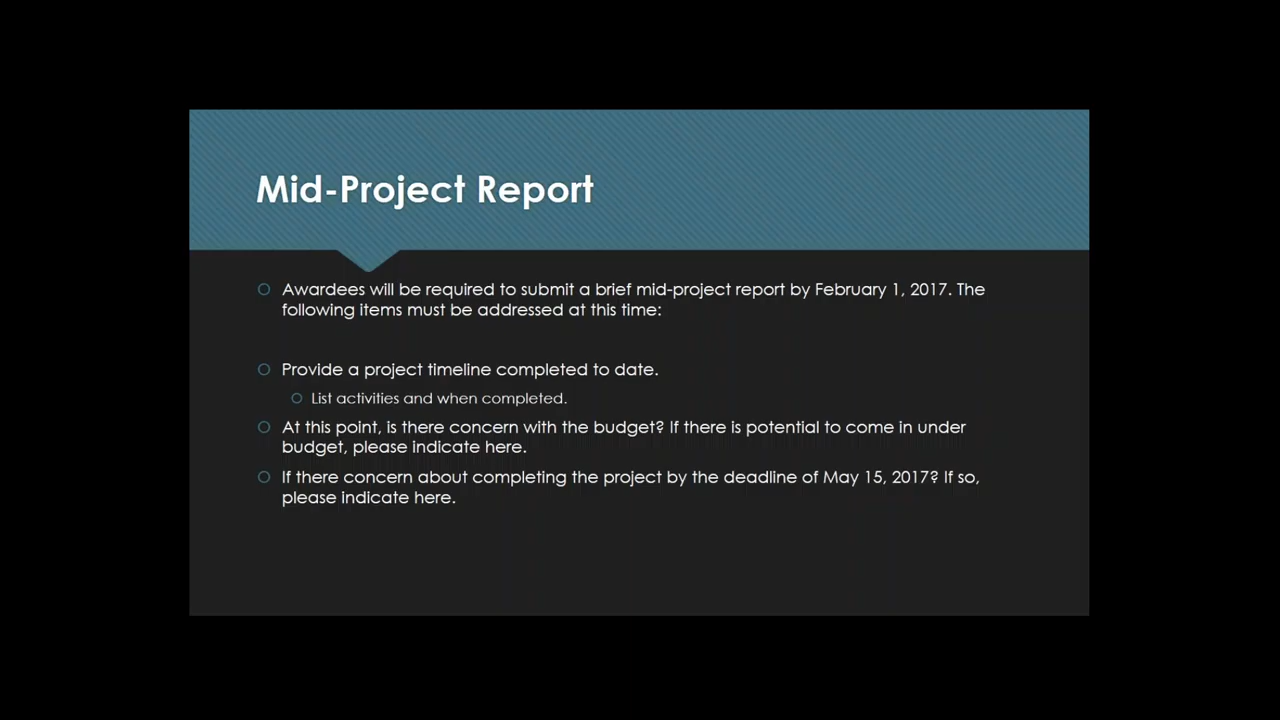 Mid-Project Report
Awardees will be required to submit a brief mid-project report by February 1, 2017. The
following items must be addressed at this time:
Provide a project timeline completed to date.
List activities and when completed.
At this point, is there concern with the budget? If there is potential to come in under
budget, please indicate here.
If there concern about completing the project by the deadline of May 15, 2017? If so,
please indicate here.